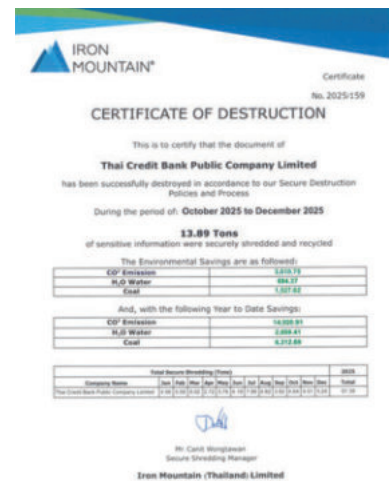 IRON
MOUNTAIN®
Certificate
No. 2025/159
CERTIFICATE OF DESTRUCTION
This is to certify that the document of
Thai Credit Bank Public Company Limited
has been successfully destroyed in accordance to our Secure Destruction
Policies and Process
During the period of: October 2025 to December 2025
13.89 Tons
of sensitive information were securely shredded and recycled
The Environmental Savings are as followed:
CO² Emission
H₂O Water
Coal
And, with the following Year to Date Savings:
CO² Emission
H₂O Water
Coal
Total Secure Shredding (Tons) 2025
Company Name Jan Feb Mar Apr May Jun Jul Aug Sep Oct Nov Dec Total
Thai Credit Bank Public Company Limited
Mr Canit Wongtawan
Secure Shredding Manager
Iron Mountain (Thailand) Limited